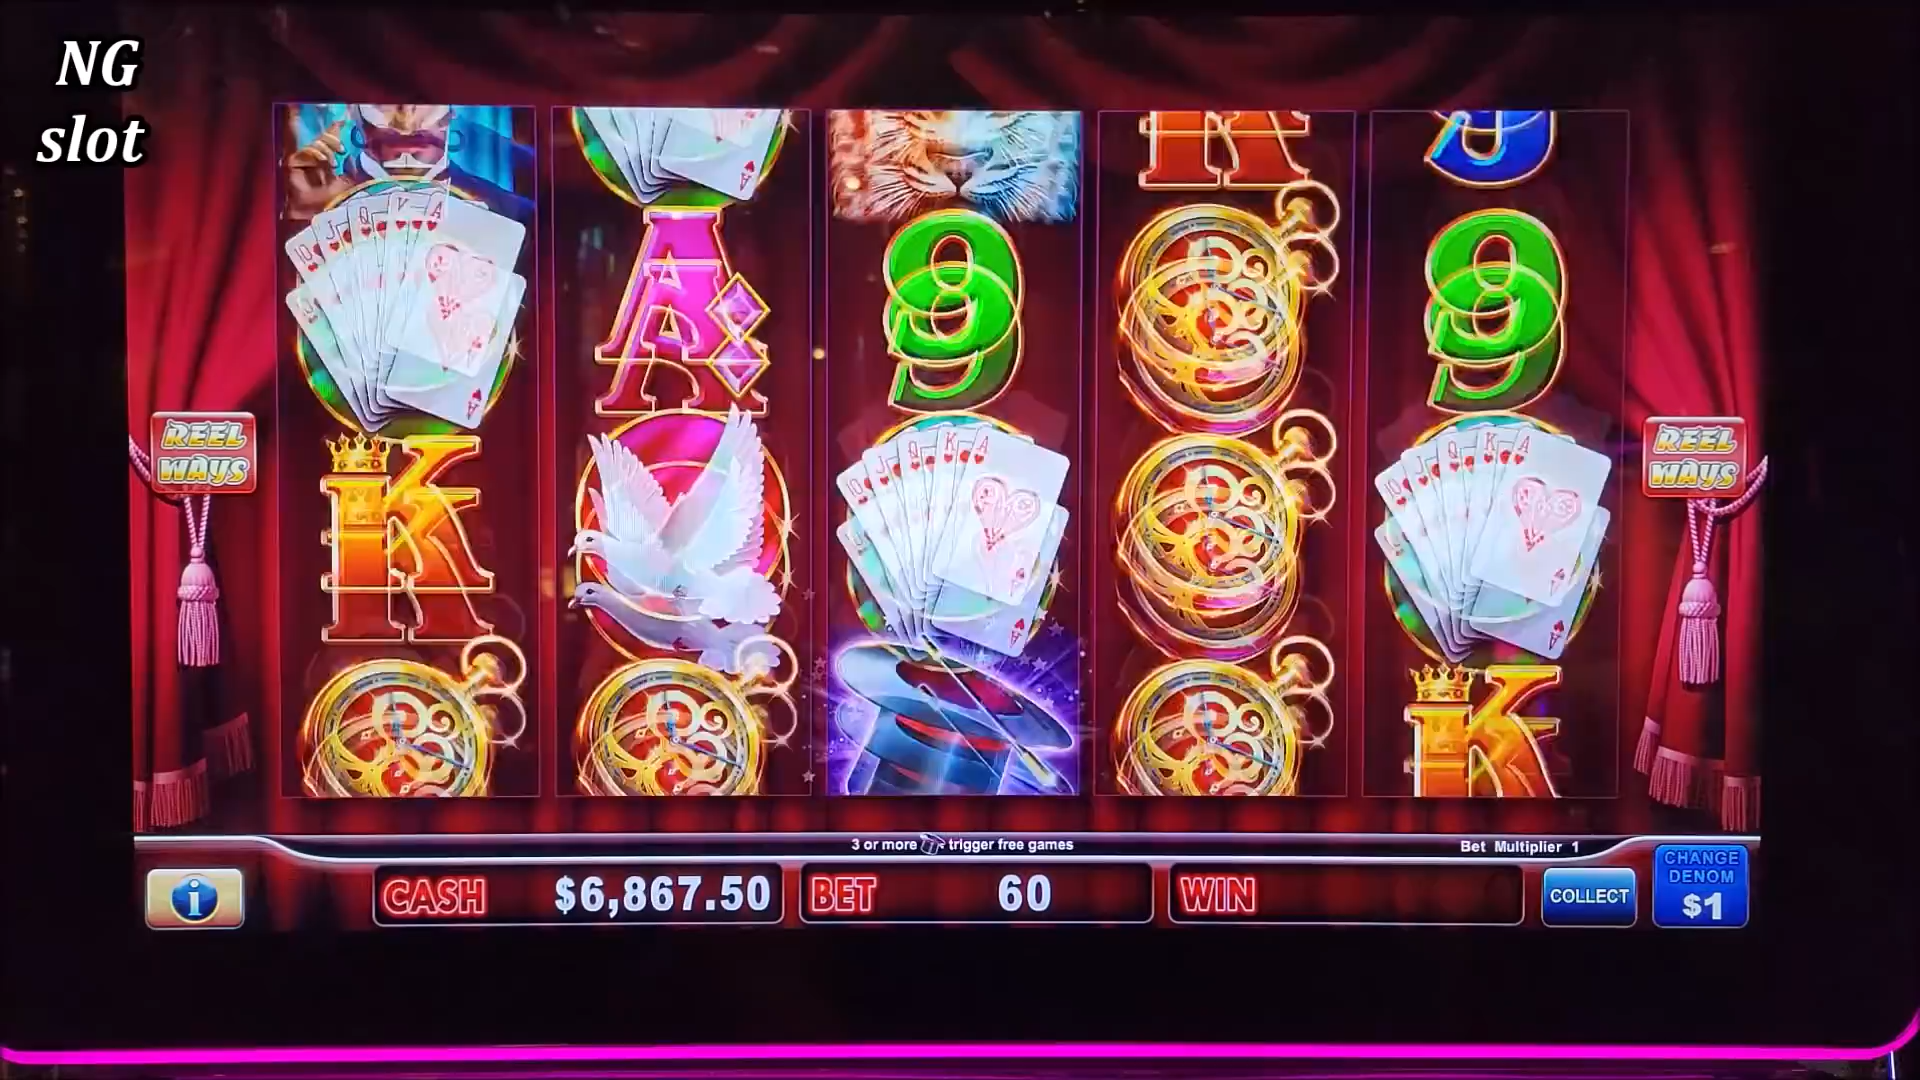 NG
slot
REEL
WAYS
REEL
WAYS
3 or more trigger free games
Bet Multiplier 1
CASH $6,867.50
BET 60
WIN
COLLECT
CHANGE
DENOM
$1